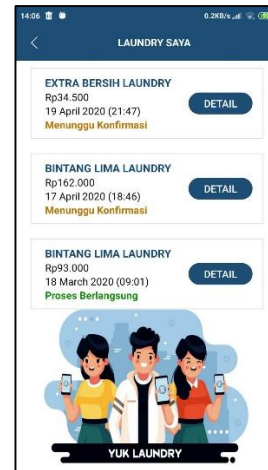 14:06 0.2KB/s
LAUNDRY SAYA
EXTRA BERSIH LAUNDRY
Rp34.500
19 April 2020 (21:47)
Menunggu Konfirmasi
DETAIL
BINTANG LIMA LAUNDRY
Rp162.000
17 April 2020 (18:46)
Menunggu Konfirmasi
DETAIL
BINTANG LIMA LAUNDRY
Rp93.000
18 March 2020 (09:01)
Proses Berlangsung
DETAIL
YUK LAUNDRY